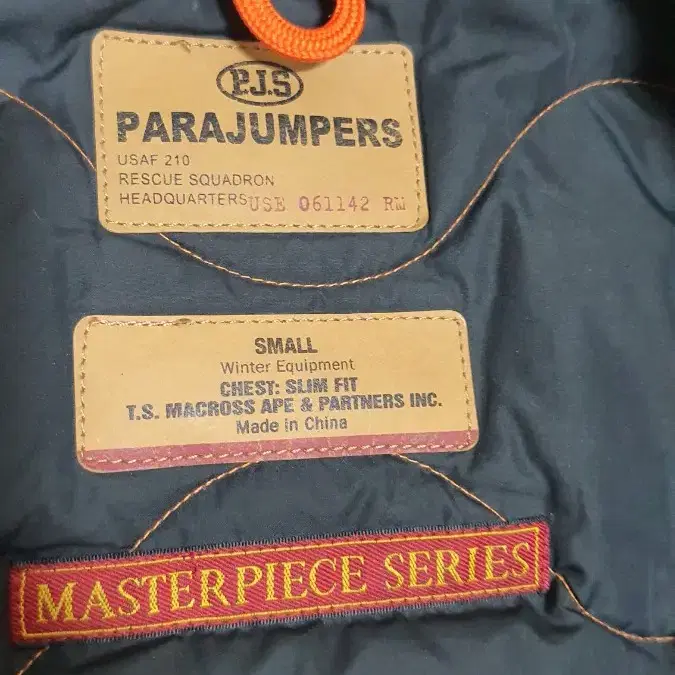 P.J.S
PARAJUMPERS
USAF 210
RESCUE SQUADRON
HEADQUARTERS USE 061142 RM
SMALL
Winter Equipment
CHEST: SLIM FIT
T.S. MACROSS APE & PARTNERS INC.
Made in China
MASTERPIECE SERIES